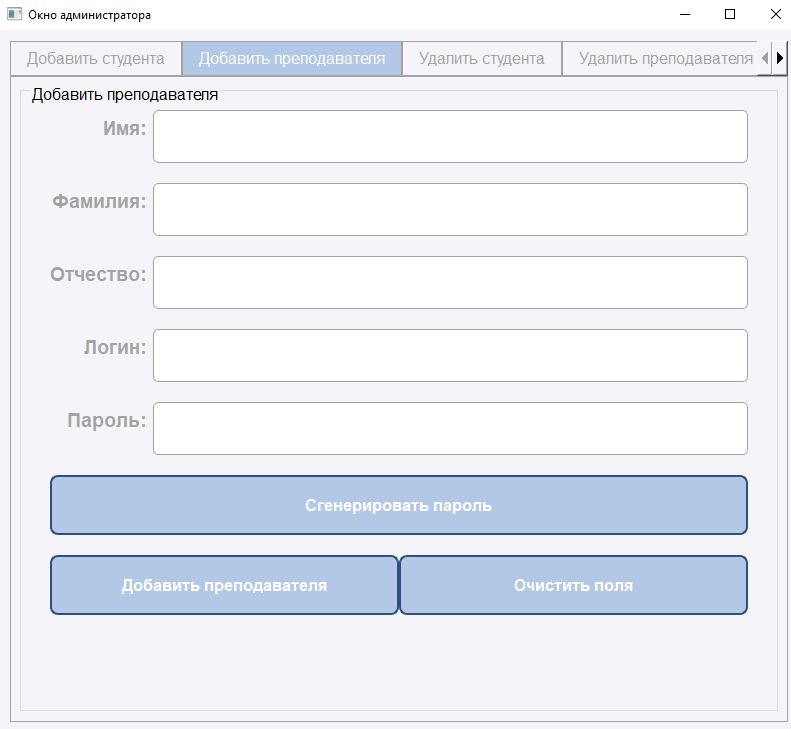 Окно администратора
Добавить студента Добавить преподавателя Удалить студента Удалить преподавателя
Добавить преподавателя
Имя:
Фамилия:
Отчество:
Логин:
Пароль:
Сгенерировать пароль
Добавить преподавателя Очистить поля